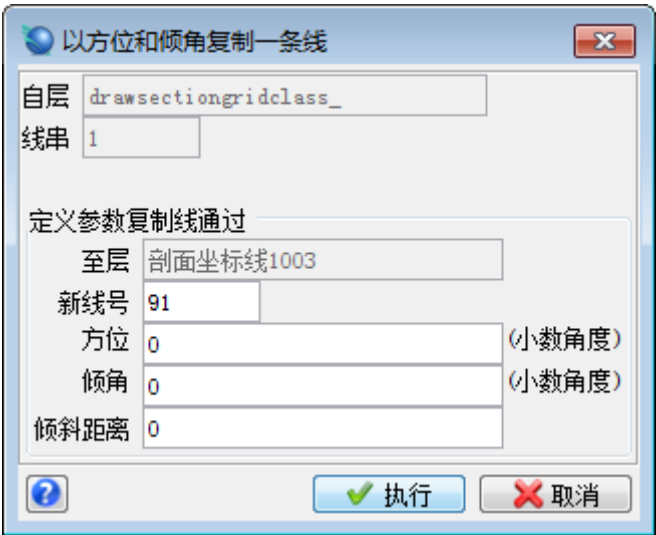 以方位和倾角复制一条线
自层 drawsectiongridclass_
线串 1
定义参数复制线通过
至层 剖面坐标线1003
新线号 91
方位 0 (小数角度)
倾角 0 (小数角度)
倾斜距离 0
? 执行 取消